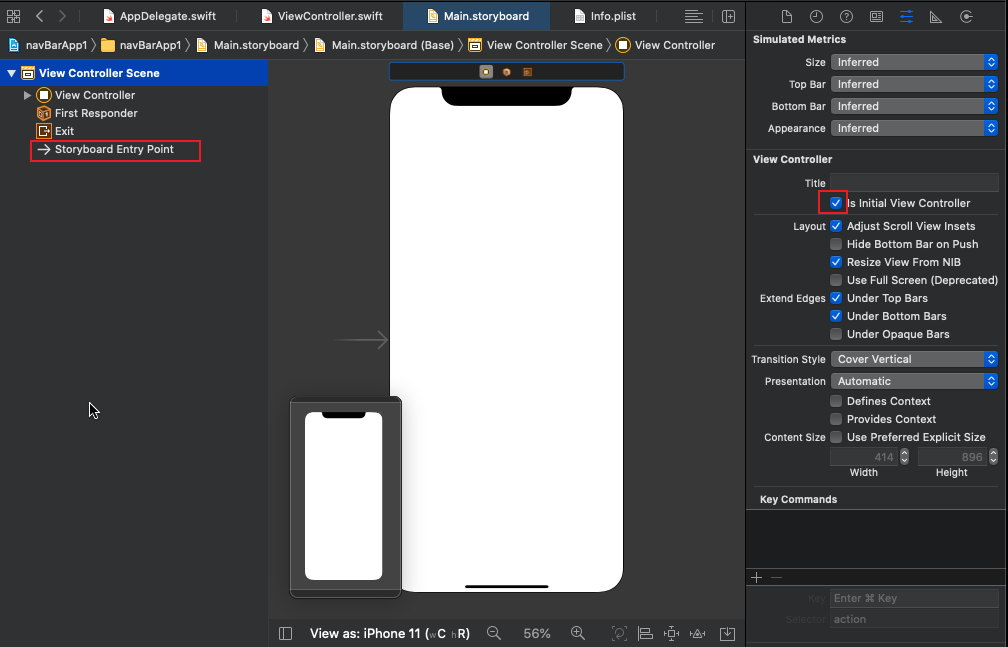 AppDelegate.swift
ViewController.swift
Main.storyboard
Info.plist
navBarApp1
navBarApp1
Main.storyboard
Main.storyboard (Base)
View Controller Scene
View Controller
View Controller Scene
View Controller
First Responder
Exit
Storyboard Entry Point
View as: iPhone 11 (wC hR)
56%
Simulated Metrics
Size Inferred
Top Bar Inferred
Bottom Bar Inferred
Appearance Inferred
View Controller
Title
Is Initial View Controller
Layout Adjust Scroll View Insets
Hide Bottom Bar on Push
Resize View From NIB
Use Full Screen (Deprecated)
Extend Edges Under Top Bars
Under Bottom Bars
Under Opaque Bars
Transition Style Cover Vertical
Presentation Automatic
Defines Context
Provides Context
Content Size Use Preferred Explicit Size
414 896
Width Height
Key Commands
Key Enter ⌘ Key
Selector action